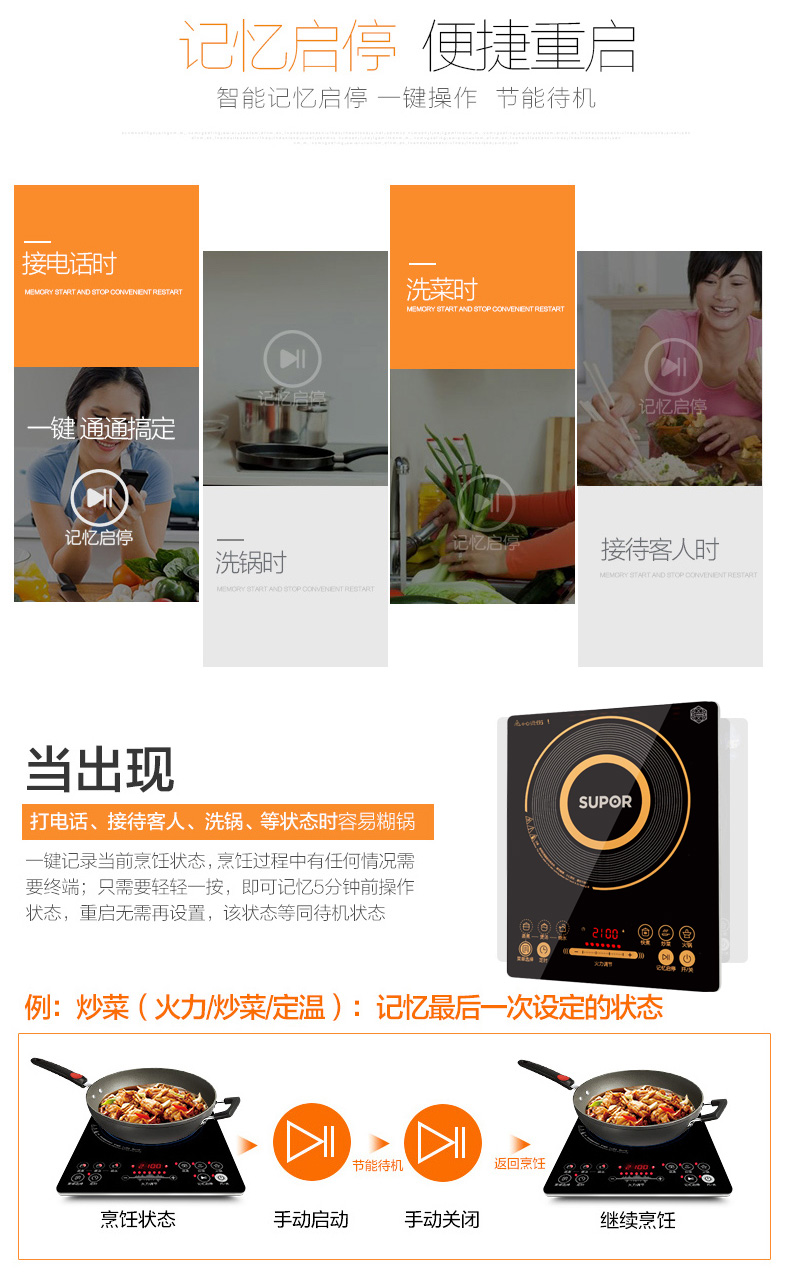 记忆启停 便捷重启
智能记忆启停 一键操作 节能待机
接电话时
MEMORY START AND STOP CONVENIENT RESTART
一键 通通搞定
记忆启停
记忆启停
洗锅时
MEMORY START AND STOP CONVENIENT RESTART
洗菜时
MEMORY START AND STOP CONVENIENT RESTART
记忆启停
记忆启停
接待客人时
MEMORY START AND STOP CONVENIENT RESTART
当出现
打电话、接待客人、洗锅、等状态时容易糊锅
一键记录当前烹饪状态,烹饪过程中有任何情况需
要终端；只需要轻轻一按，即可记忆5分钟前操作
状态，重启无需再设置，该状态等同待机状态
SUPOR
2100
火力调节
记忆启停
开/关
例：炒菜（火力/炒菜/定温）：记忆最后一次设定的状态
节能待机
返回烹饪
烹饪状态
手动启动
手动关闭
继续烹饪